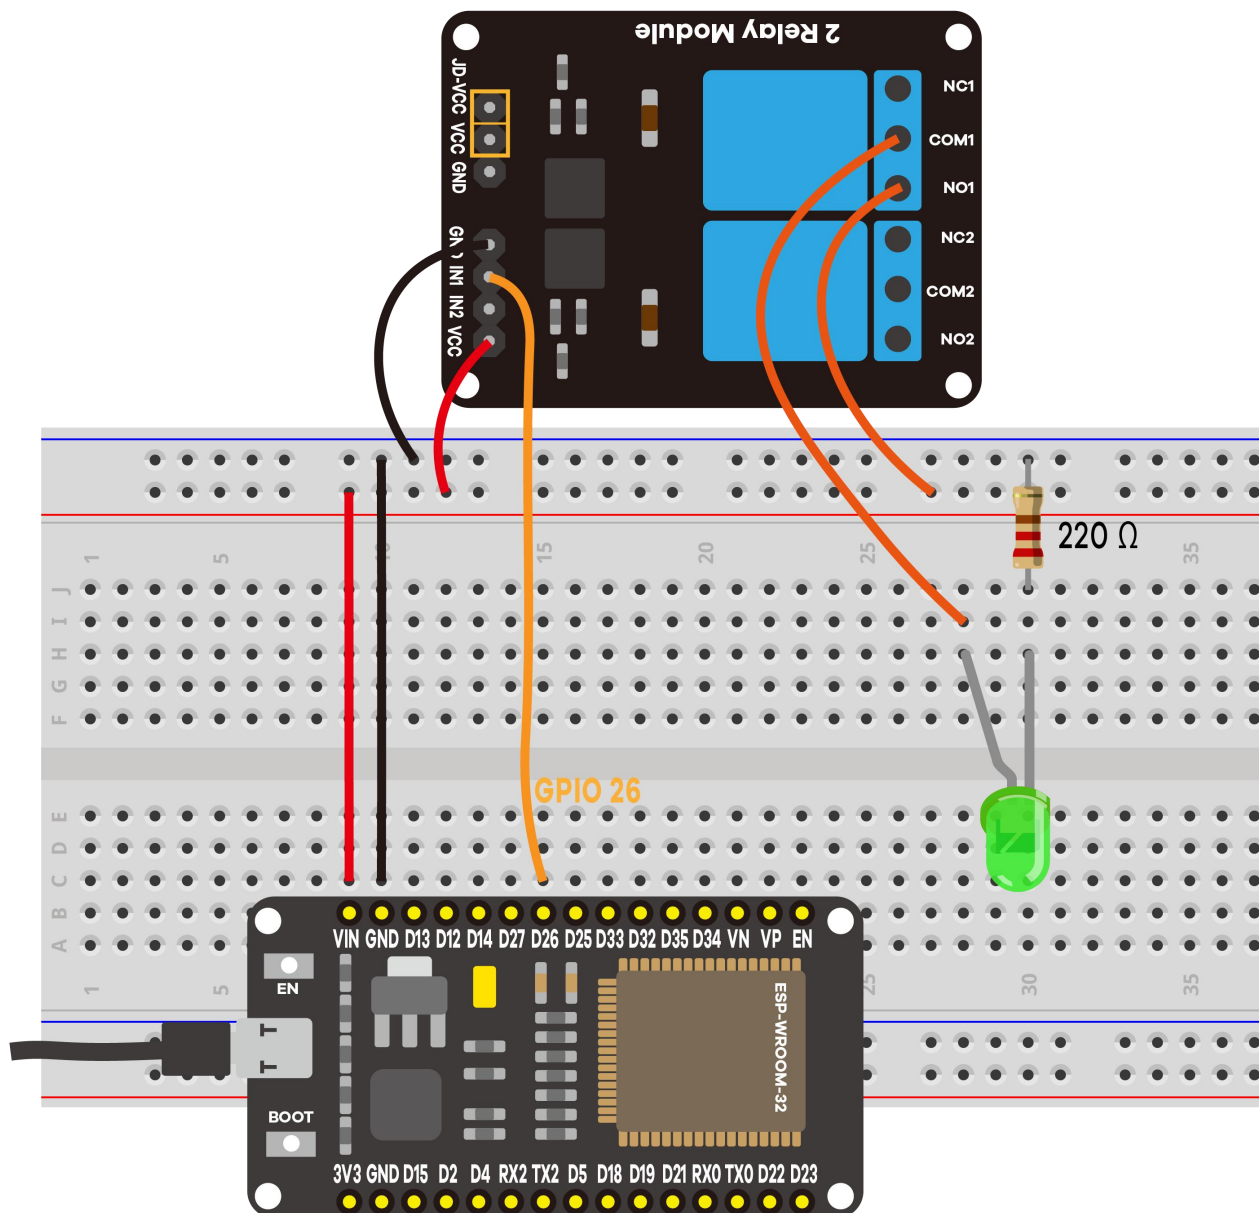 2 Relay Module
JD-VCC VCC GND
GND IN1 IN2 VCC
NC1
COM1
NO1
NC2
COM2
NO2
1 5 10 15 20 25 35
220 Ω
J
I
H
G
F
GPIO 26
E
D
C
B
A
VIN GND D13 D12 D14 D27 D26 D25 D33 D32 D35 D34 VN VP EN
1 5 25 30 35
EN
ESP-WROOM-32
BOOT
3V3 GND D15 D2 D4 RX2 TX2 D5 D18 D19 D21 RX0 TX0 D22 D23